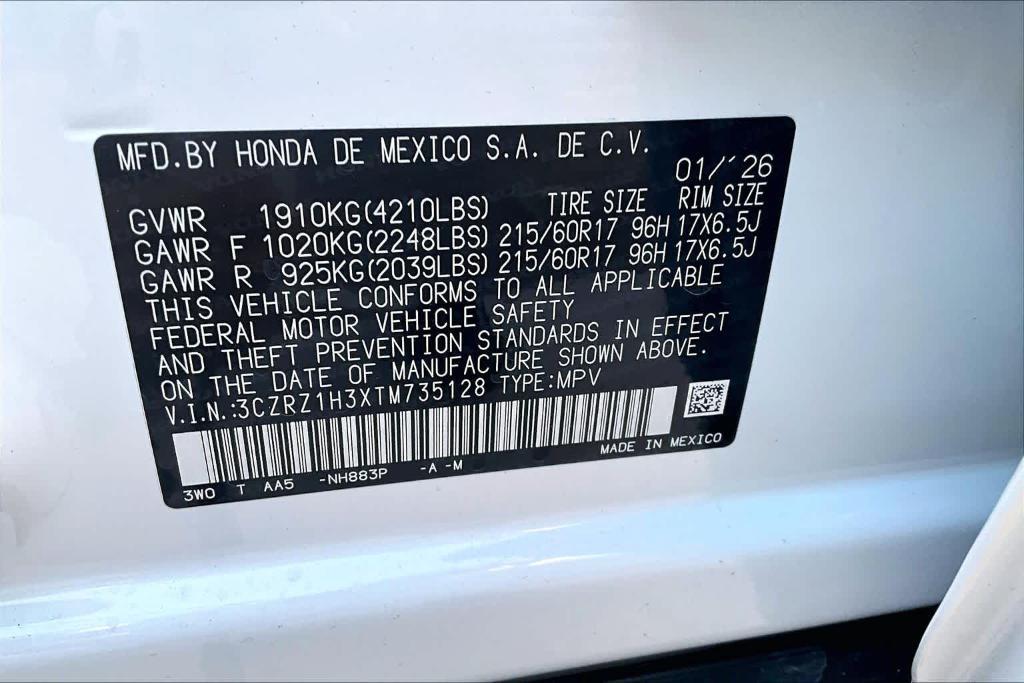 MFD.BY HONDA DE MEXICO S.A. DE C.V.
01/'26
TIRE SIZE RIM SIZE
GVWR 1910KG(4210LBS)
GAWR F 1020KG(2248LBS) 215/60R17 96H 17X6.5J
GAWR R 925KG(2039LBS) 215/60R17 96H 17X6.5J
THIS VEHICLE CONFORMS TO ALL APPLICABLE
FEDERAL MOTOR VEHICLE SAFETY
AND THEFT PREVENTION STANDARDS IN EFFECT
ON THE DATE OF MANUFACTURE SHOWN ABOVE.
V.I.N.:3CZRZ1H3XTM735128 TYPE:MPV
MADE IN MEXICO
3W0 T AA5 -NH883P -A -M